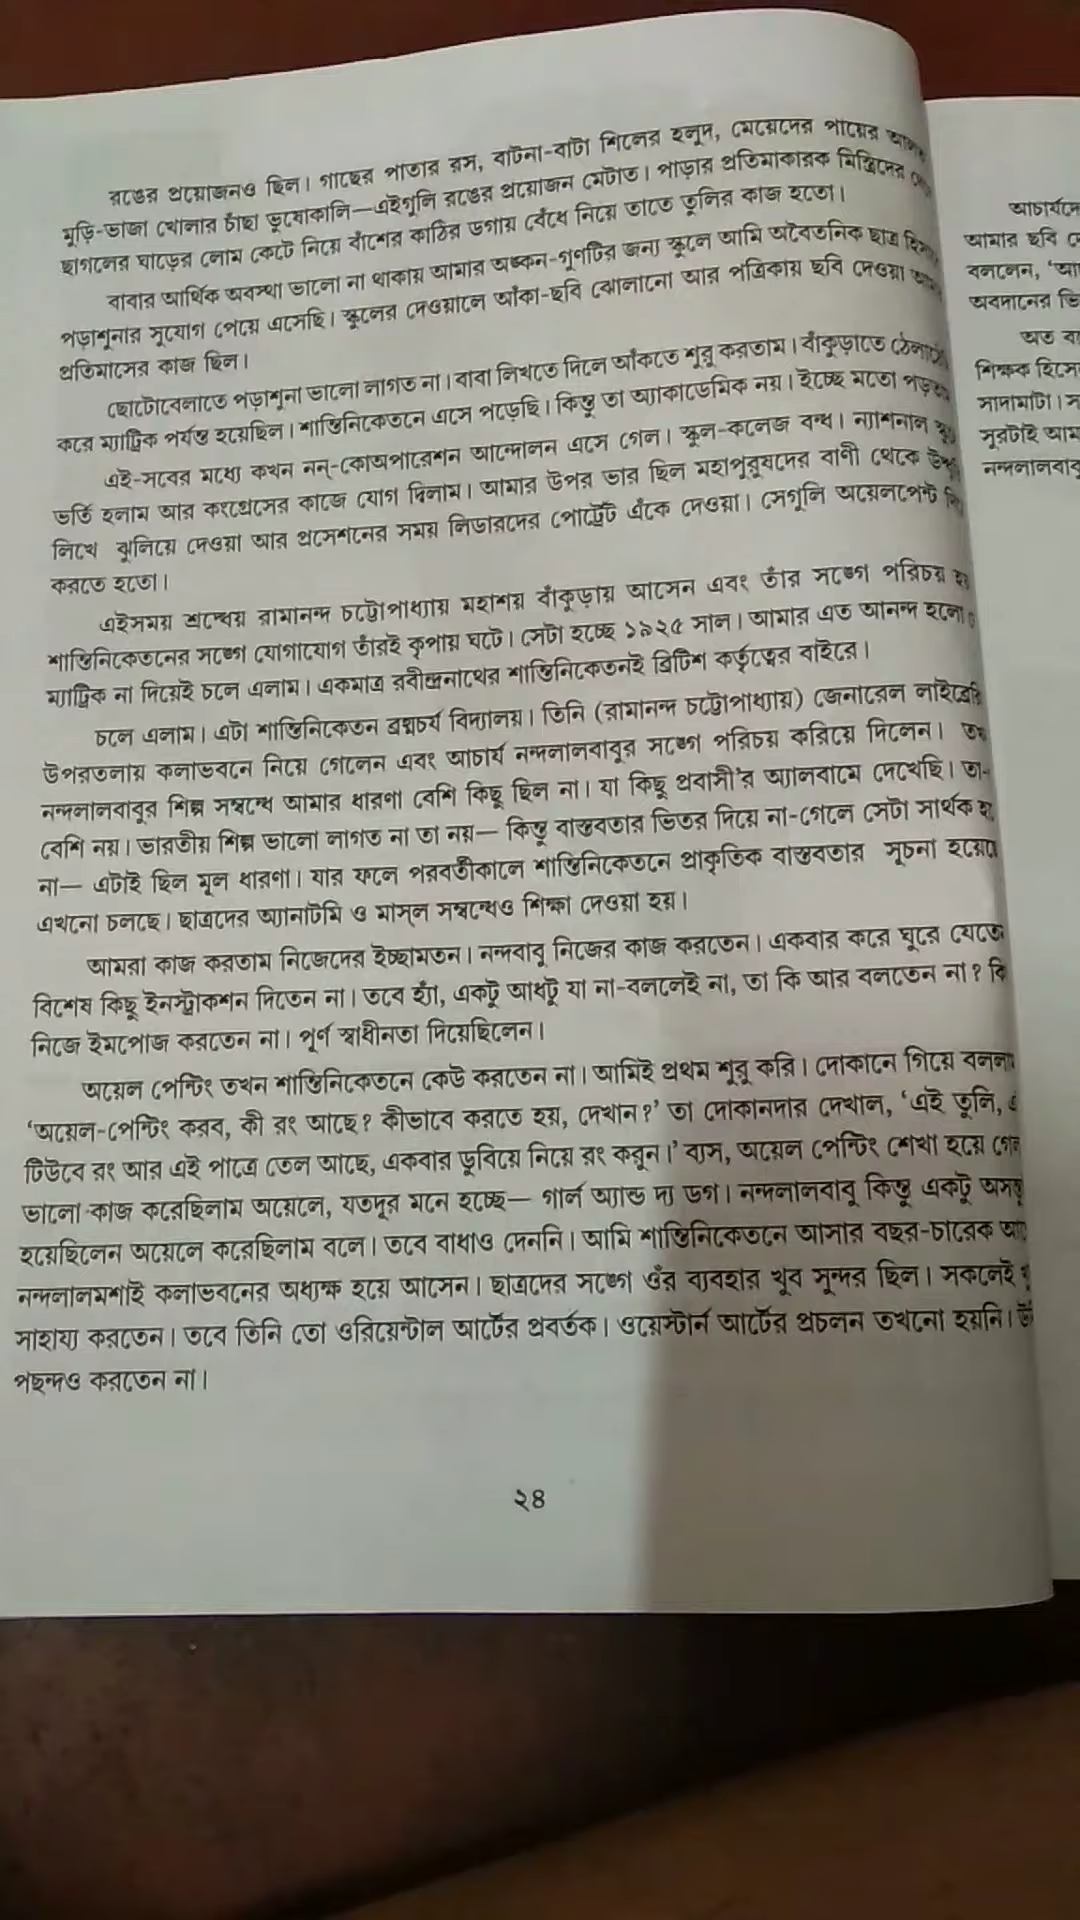 রঙের প্রয়োজনও ছিল। গাছের পাতার রস, বাটনা-বাটা শিলের হলুদ, মেয়েদের পায়ের
মুড়ি-ভাজা খোলার চাঁছা ভুষোকালি—এইগুলি রঙের প্রয়োজন মেটাত। পাড়ার প্রতিমাকারক মিস্ত্রিদের
ছাগলের ঘাড়ের লোম কেটে নিয়ে বাঁশের কাঠির ডগায় বেঁধে নিয়ে তাতে তুলির কাজ হতো।
বাবার আর্থিক অবস্থা ভালো না থাকায় আমার অঙ্কন-গুণটির জন্য স্কুলে আমি অবৈতনিক ছাত্র
পড়াশুনার সুযোগ পেয়ে এসেছি। স্কুলের দেওয়ালে আঁকা-ছবি ঝোলানো আর পত্রিকায় ছবি দেওয়া
প্রতিমাসের কাজ ছিল।
ছোটোবেলাতে পড়াশুনা ভালো লাগত না। বাবা লিখতে দিলে আঁকতে শুরু করতাম। বাঁকুড়াতে
করে ম্যাট্রিক পর্যন্ত হয়েছিল। শান্তিনিকেতনে এসে পড়েছি। কিন্তু তা অ্যাকাডেমিক নয়। ইচ্ছে মতো
এই-সবের মধ্যে কখন নন্-কোঅপারেশন আন্দোলন এসে গেল। স্কুল-কলেজ বন্ধ। ন্যাশনাল
ভর্তি হলাম আর কংগ্রেসের কাজে যোগ দিলাম। আমার উপর ভার ছিল মহাপুরুষদের বাণী থেকে
লিখে ঝুলিয়ে দেওয়া আর প্রসেশনের সময় লিডারদের পোর্ট্রেট এঁকে দেওয়া। সেগুলি অয়েলপেন্ট
করতে হতো।
এইসময় শ্রদ্ধেয় রামানন্দ চট্টোপাধ্যায় মহাশয় বাঁকুড়ায় আসেন এবং তাঁর সঙ্গে পরিচয়
শান্তিনিকেতনের সঙ্গে যোগাযোগ তাঁরই কৃপায় ঘটে। সেটা হচ্ছে ১৯২৫ সাল। আমার এত আনন্দ হলো
ম্যাট্রিক না দিয়েই চলে এলাম। একমাত্র রবীন্দ্রনাথের শান্তিনিকেতনই ব্রিটিশ কর্তৃত্বের বাইরে।
চলে এলাম। এটা শান্তিনিকেতন ব্রহ্মচর্য বিদ্যালয়। তিনি (রামানন্দ চট্টোপাধ্যায়) জেনারেল
উপরতলায় কলাভবনে নিয়ে গেলেন এবং আচার্য নন্দলালবাবুর সঙ্গে পরিচয় করিয়ে দিলেন।
নন্দলালবাবুর শিল্প সম্বন্ধে আমার ধারণা বেশি কিছু ছিল না। যা কিছু প্রবাসী'র অ্যালবামে দেখেছি। তা-
বেশি নয়। ভারতীয় শিল্প ভালো লাগত না তা নয়— কিন্তু বাস্তবতার ভিতর দিয়ে না-গেলে সেটা সার্থক
না— এটাই ছিল মূল ধারণা। যার ফলে পরবর্তীকালে শান্তিনিকেতনে প্রাকৃতিক বাস্তবতার সূচনা
এখনো চলছে। ছাত্রদের অ্যানাটমি ও মাস্‌ল সম্বন্ধেও শিক্ষা দেওয়া হয়।
আমরা কাজ করতাম নিজেদের ইচ্ছামতন। নন্দবাবু নিজের কাজ করতেন। একবার করে ঘুরে যেতে
বিশেষ কিছু ইনস্ট্রাকশন দিতেন না। তবে হ্যাঁ, একটু আধটু যা না-বললেই না, তা কি আর বলতেন না?
নিজে ইমপোজ করতেন না। পূর্ণ স্বাধীনতা দিয়েছিলেন।
অয়েল পেন্টিং তখন শান্তিনিকেতনে কেউ করতেন না। আমিই প্রথম শুরু করি। দোকানে গিয়ে
‘অয়েল-পেন্টিং করব, কী রং আছে? কীভাবে করতে হয়, দেখান?’ তা দোকানদার দেখাল, ‘এই তুলি,
টিউবে রং আর এই পাত্রে তেল আছে, একবার ডুবিয়ে নিয়ে রং করুন।’ ব্যস, অয়েল পেন্টিং শেখা হয়ে
ভালো কাজ করেছিলাম অয়েলে, যতদূর মনে হচ্ছে— গার্ল অ্যান্ড দ্য ডগ। নন্দলালবাবু কিন্তু একটু
হয়েছিলেন অয়েলে করেছিলাম বলে। তবে বাধাও দেননি। আমি শান্তিনিকেতনে আসার বছর-চারেক
নন্দলালমশাই কলাভবনের অধ্যক্ষ হয়ে আসেন। ছাত্রদের সঙ্গে ওঁর ব্যবহার খুব সুন্দর ছিল। সকলেই
সাহায্য করতেন। তবে তিনি তো ওরিয়েন্টাল আর্টের প্রবর্তক। ওয়েস্টার্ন আর্টের প্রচলন তখনো হয়নি।
পছন্দও করতেন না।
২৪
আমার ছবি
বললেন,
অবদানের
অত
শিক্ষক
সাদামাটা।
সুরটাই
নন্দলালবাবু